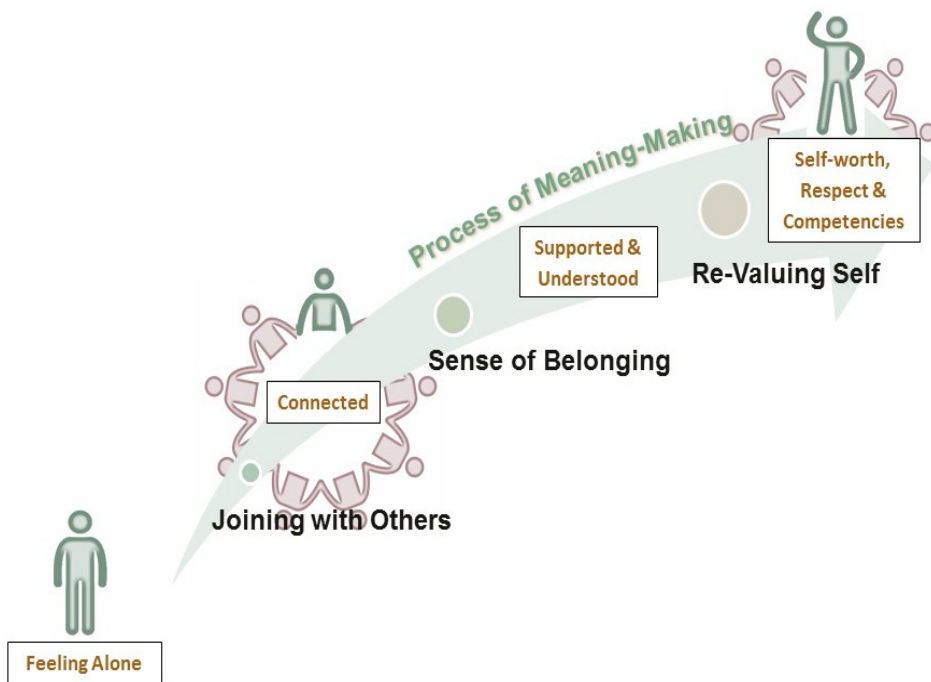 Process of Meaning-Making
Self-worth,
Respect &
Competencies
Supported &
Understood
Re-Valuing Self
Sense of Belonging
Connected
Joining with Others
Feeling Alone